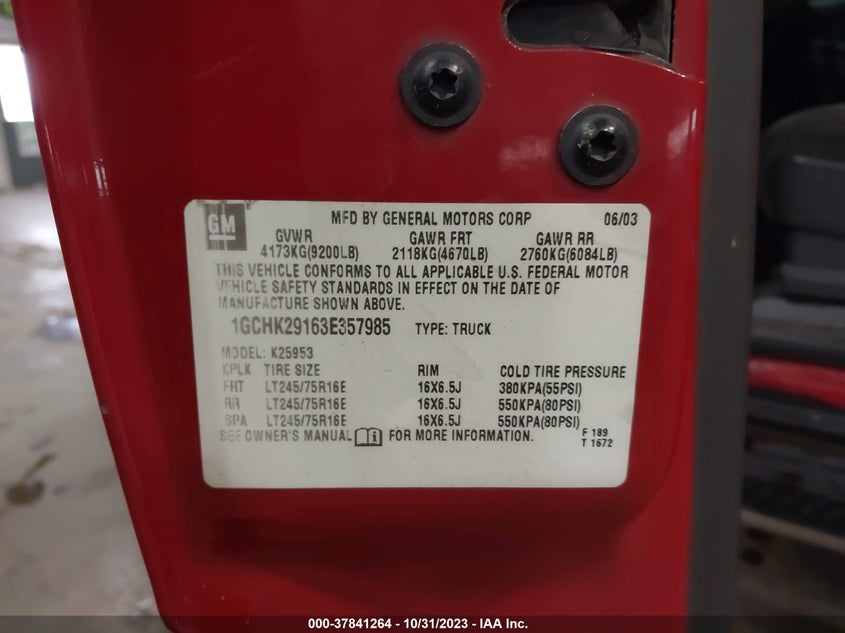 GM MFD BY GENERAL MOTORS CORP 06/03
GVWR GAWR FRT GAWR RR
4173KG(9200LB) 2118KG(4670LB) 2760KG(6084LB)
THIS VEHICLE CONFORMS TO ALL APPLICABLE U.S. FEDERAL MOTOR
VEHICLE SAFETY STANDARDS IN EFFECT ON THE DATE OF
MANUFACTURE SHOWN ABOVE.
1GCHK29163E357985 TYPE: TRUCK
MODEL: K25953
KPLK TIRE SIZE RIM COLD TIRE PRESSURE
FRT LT245/75R16E 16X6.5J 380KPA(55PSI)
RR LT245/75R16E 16X6.5J 550KPA(80PSI)
SPA LT245/75R16E 16X6.5J 550KPA(80PSI)
SEE OWNER'S MANUAL FOR MORE INFORMATION.
F 189
T 1672
000-37841264 - 10/31/2023 - IAA Inc.